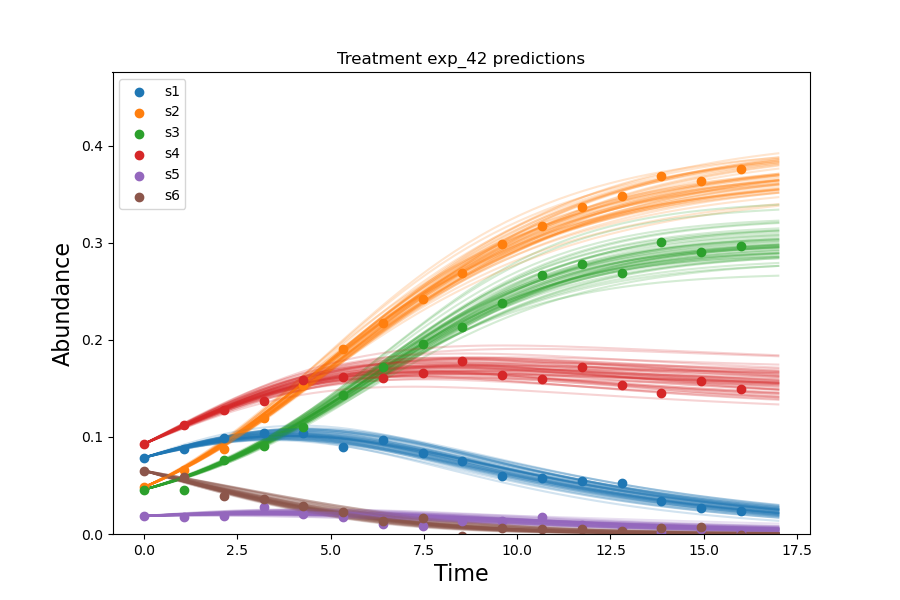 Treatment exp_42 predictions
s1
s2
s3
s4
s5
s6
Abundance
0.4
0.3
0.2
0.1
0.0
0.0 2.5 5.0 7.5 10.0 12.5 15.0 17.5
Time